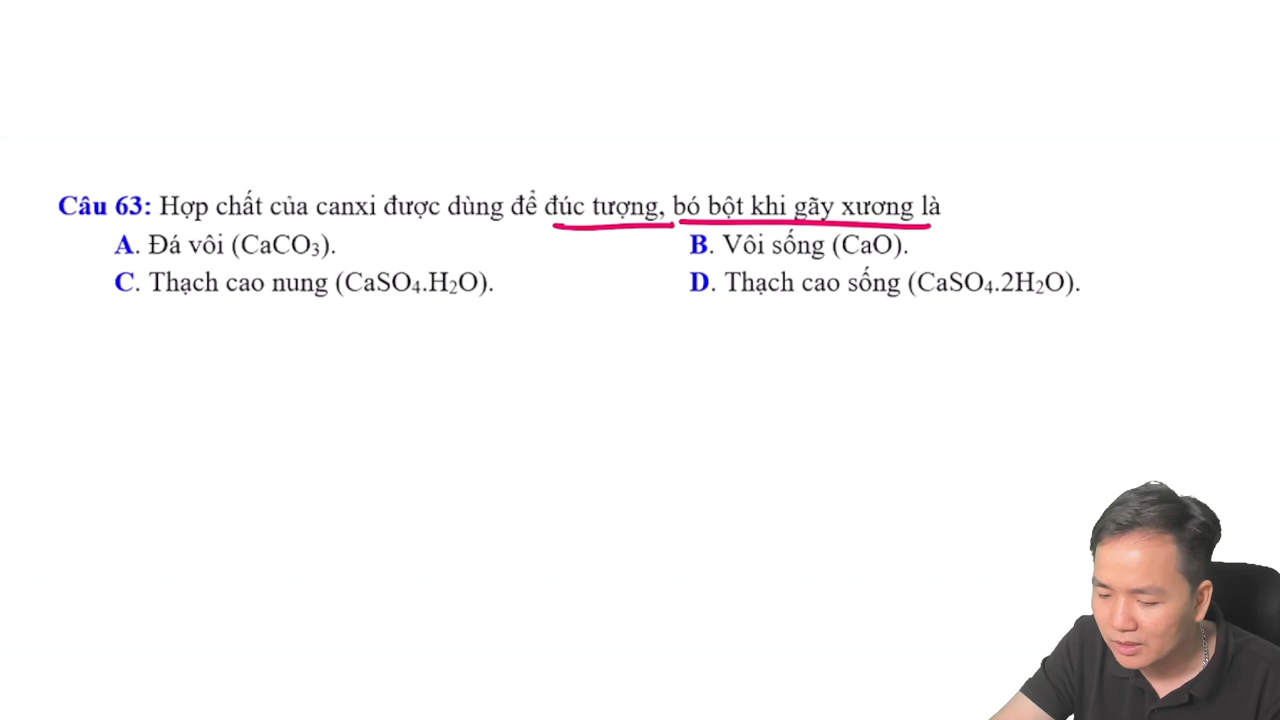 Câu 63: Hợp chất của canxi được dùng để đúc tượng, bó bột khi gãy xương là
A. Đá vôi (CaCO₃). B. Vôi sống (CaO).
C. Thạch cao nung (CaSO₄.H₂O). D. Thạch cao sống (CaSO₄.2H₂O).